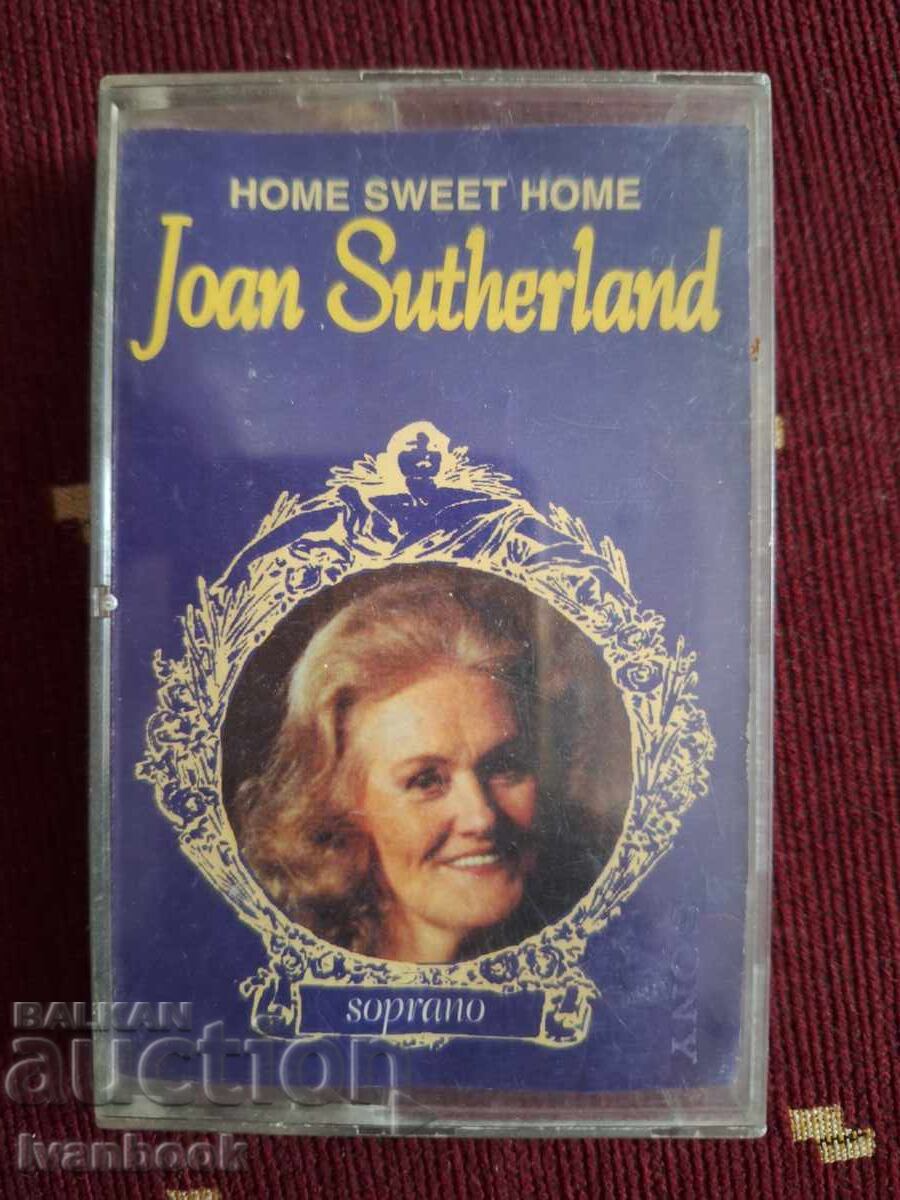 HOME SWEET HOME
Joan Sutherland
soprano
SONY
BALKAN
auction
Ivanbook